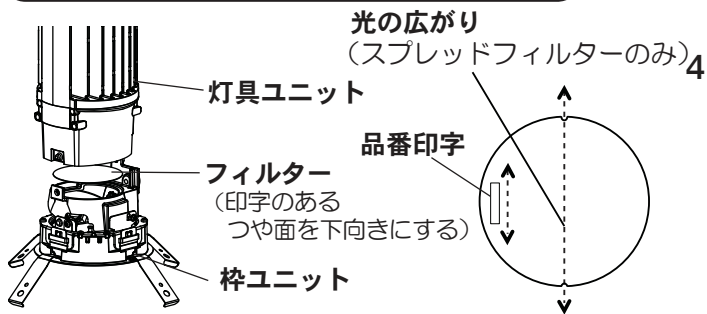 光の広がり
（スプレッドフィルターのみ）
4
灯具ユニット
品番印字
フィルター
（印字のある
つや面を下向きにする）
枠ユニット